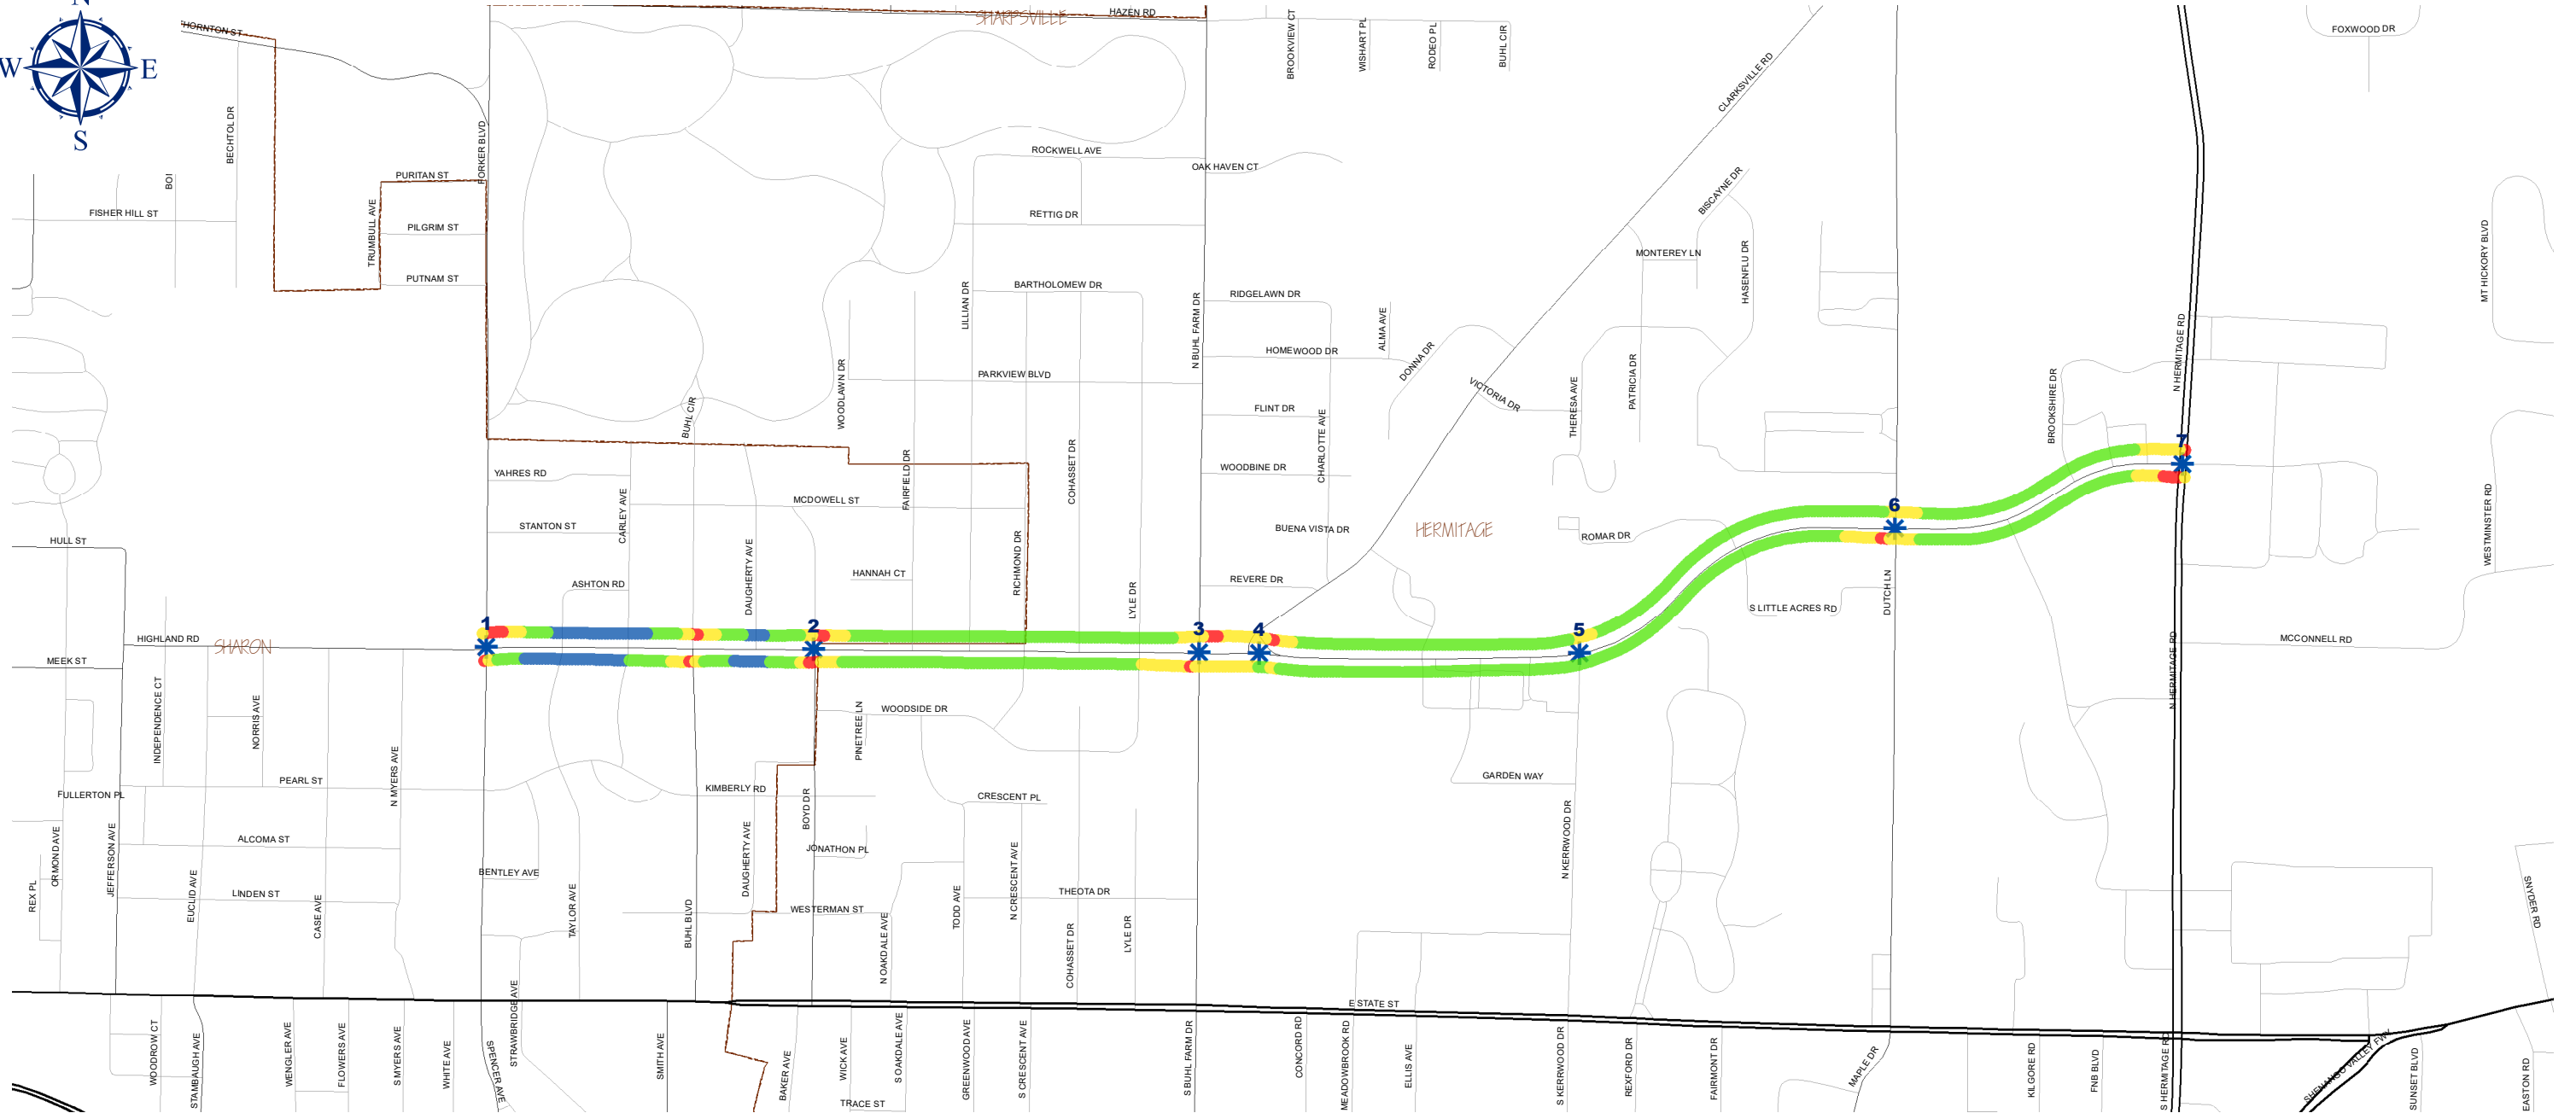 N
W
E
S
THORNTON ST
SHARPSVILLE
HAZEN RD
FOXWOOD DR
BROOKVIEW CT
WISHART PL
RODEO PL
BUHL CIR
CLARKSVILLE RD
BECHTOL DR
FORKER BLVD
ROCKWELL AVE
OAK HAVEN CT
PURITAN ST
BOI
BISCAYNE DR
FISHER HILL ST
TRUMBULL AVE
PILGRIM ST
RETTIG DR
MT HICKORY BLVD
MONTEREY LN
HASENFLU DR
PUTNAM ST
LILLIAN DR
BARTHOLOMEW DR
N BUHL FARM DR
RIDGELAWN DR
ALMA AVE
N HERMITAGE RD
HOMEWOOD DR
DONNA DR
WOODLAWN DR
PARKVIEW BLVD
VICTORIA DR
THERESA AVE
PATRICIA DR
BROOKSHIRE DR
BUHL CIR
FLINT DR
CHARLOTTE AVE
7
YAHRES RD
FAIRFIELD DR
COHASSET DR
WOODBINE DR
CARLEY AVE
MCDOWELL ST
6
WESTMINSTER RD
STANTON ST
BUENA VISTA DR
HERMITAGE
ROMAR DR
HULL ST
DAUGHERTY AVE
HANNAH CT
RICHMOND DR
ASHTON RD
LYLE DR
REVERE DR
DUTCH LN
S LITTLE ACRES RD
1
2
3
4
5
HIGHLAND RD
SHARON
MCCONNELL RD
MEEK ST
N HERMITAGE RD
INDEPENDENCE CT
NORRIS AVE
WOODSIDE DR
PINETREE LN
N MYERS AVE
PEARL ST
GARDEN WAY
FULLERTON PL
KIMBERLY RD
CRESCENT PL
BOYD DR
N KERRWOOD DR
ALCOMA ST
ORMOND AVE
JEFFERSON AVE
JONATHON PL
DAUGHERTY AVE
BENTLEY AVE
N CRESCENT AVE
REX PL
EUCLID AVE
LINDEN ST
CASE AVE
TAYLOR AVE
BUHL BLVD
WESTERMAN ST
N OAKDALE AVE
TODD AVE
THEOTA DR
COHASSET DR
LYLE DR
SNYDER RD
STRAWBRIDGE AVE
E STATE ST
WOODROW CT
STAMBAUGH AVE
WENGLER AVE
FLOWERS AVE
S MYERS AVE
WHITE AVE
SPENCER AVE
SMITH AVE
BAKER AVE
WICK AVE
S OAKDALE AVE
GREENWOOD AVE
S CRESCENT AVE
S BUHL FARM DR
CONCORD RD
MEADOWBROOK RD
ELLIS AVE
S KERRWOOD DR
REXFORD DR
FAIRMONT DR
MAPLE DR
KILGORE RD
FNB BLVD
S HERMITAGE RD
SHENANGO VALLEY FWY
SUNSET BLVD
EASTON RD
TRACE ST